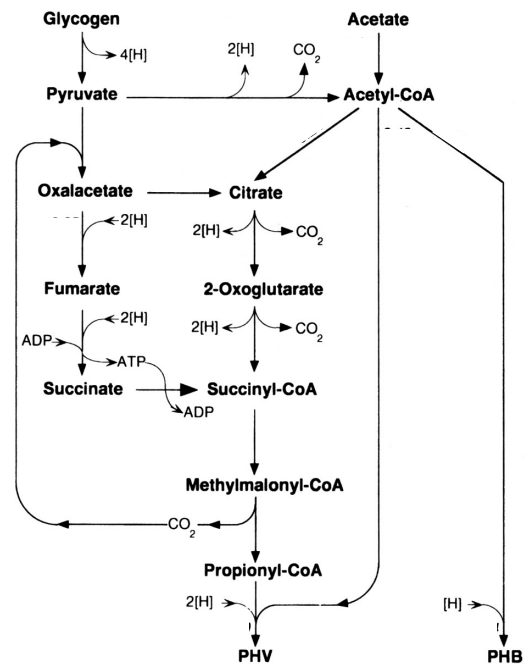 Glycogen Acetate
4[H] 2[H] CO2
Pyruvate Acetyl-CoA
Oxalacetate Citrate
2[H] 2[H] CO2
Fumarate 2-Oxoglutarate
2[H] 2[H] CO2
ADP ATP
Succinate Succinyl-CoA
ADP
Methylmalonyl-CoA
CO2
Propionyl-CoA
2[H] [H]
PHV PHB